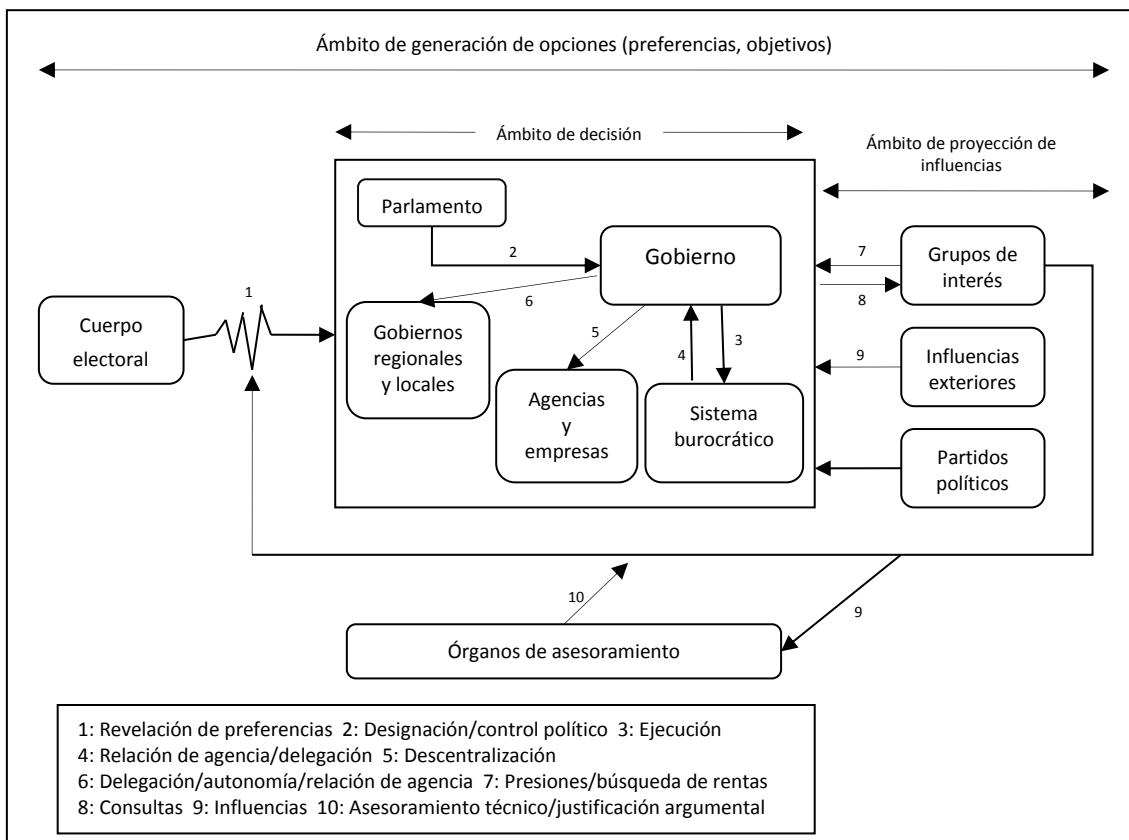 Ámbito de generación de opciones (preferencias, objetivos)
Ámbito de decisión
Ámbito de proyección de
influencias
Parlamento
Gobierno
Grupos de
interés
2
7
8
6
1
Cuerpo
electoral
Gobiernos
regionales
y locales
5
4
3
9
Influencias
exteriores
Agencias
y
empresas
Sistema
burocrático
Partidos
políticos
10
9
Órganos de asesoramiento
1: Revelación de preferencias 2: Designación/control político 3: Ejecución
4: Relación de agencia/delegación 5: Descentralización
6: Delegación/autonomía/relación de agencia 7: Presiones/búsqueda de rentas
8: Consultas 9: Influencias 10: Asesoramiento técnico/justificación argumental